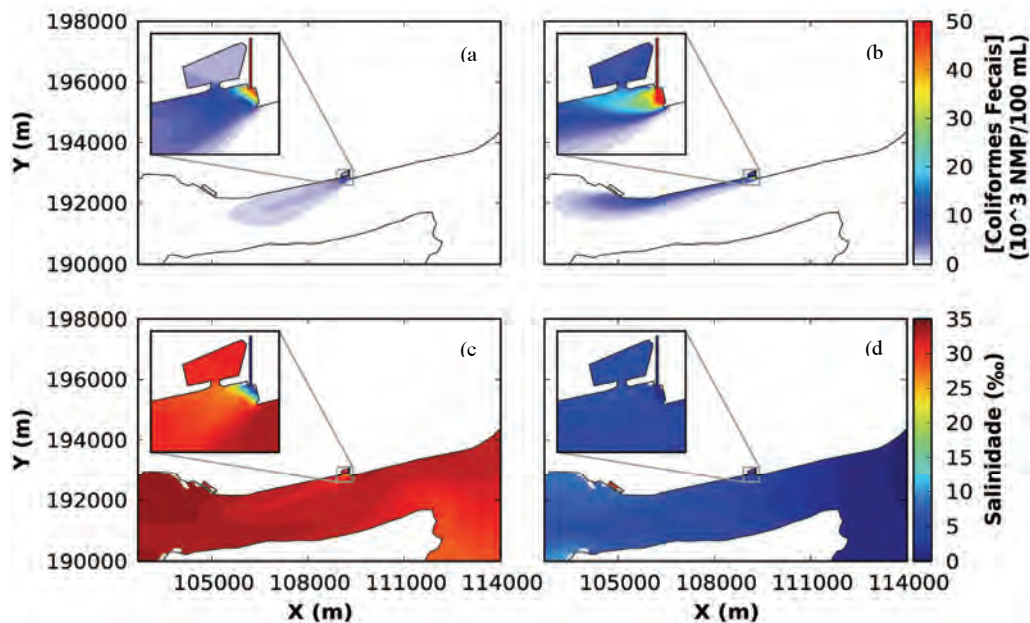 198000
196000
194000
192000
190000
Y (m)
(a
(b
50
40
30
20
10
0
[Coliformes Fecais]
(10^3 NMP/100 mL)
198000
196000
194000
192000
190000
Y (m)
(c
(d
35
30
25
20
15
10
5
0
Salinidade (‰)
105000 108000 111000 114000
105000 108000 111000 114000
X (m)
X (m)